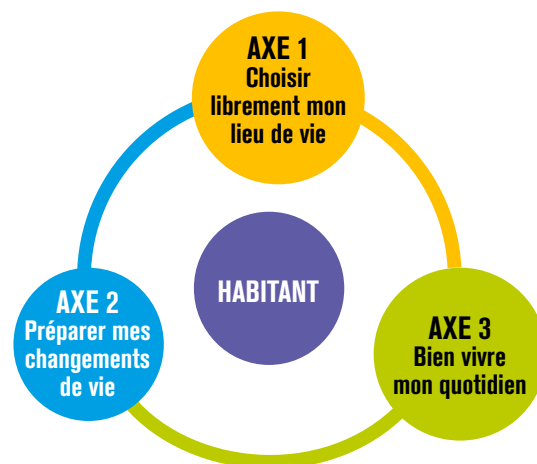 AXE 1
Choisir
librement mon
lieu de vie
HABITANT
AXE 2
Préparer mes
changements
de vie
AXE 3
Bien vivre
mon quotidien